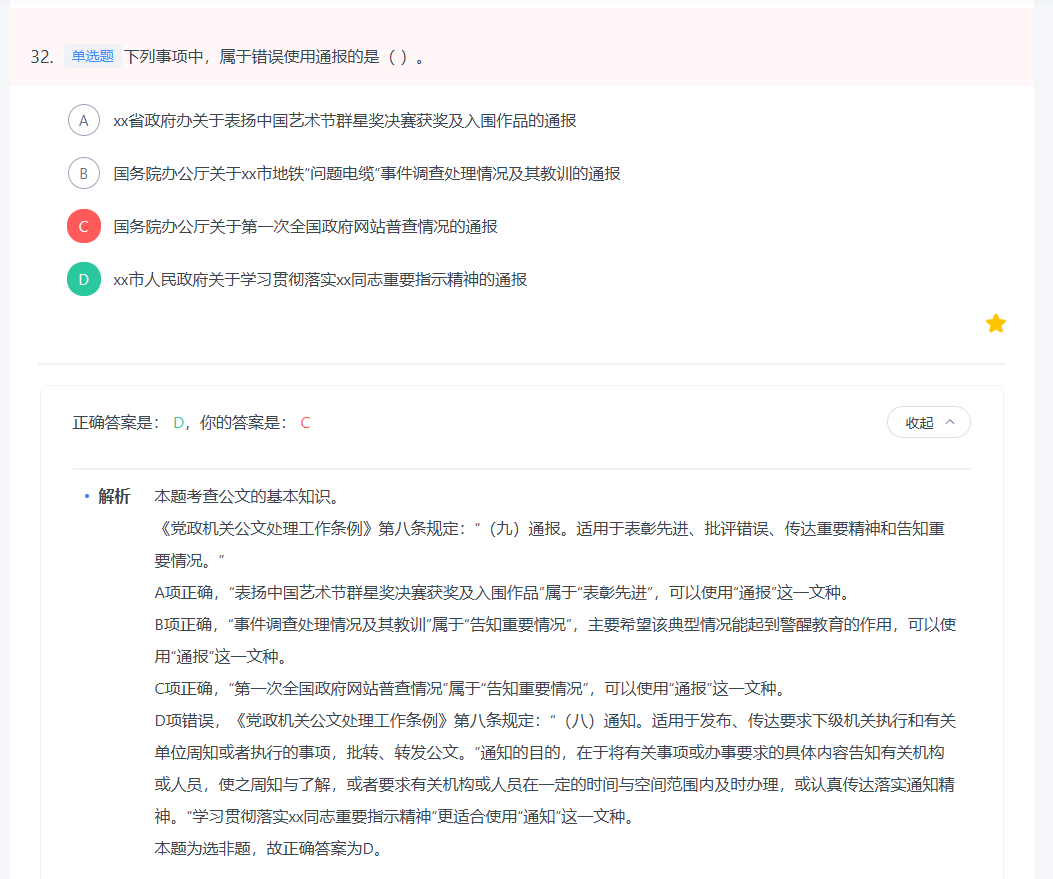 32. 单选题 下列事项中，属于错误使用通报的是（ ）。
A xx省政府办关于表扬中国艺术节群星奖决赛获奖及入围作品的通报
B 国务院办公厅关于xx市地铁“问题电缆”事件调查处理情况及其教训的通报
C 国务院办公厅关于第一次全国政府网站普查情况的通报
D xx市人民政府关于学习贯彻落实xx同志重要指示精神的通报
正确答案是： D，你的答案是： C 收起
解析 本题考查公文的基本知识。
《党政机关公文处理工作条例》第八条规定：“（九）通报。适用于表彰先进、批评错误、传达重要精神和告知重
要情况。”
A项正确，“表扬中国艺术节群星奖决赛获奖及入围作品”属于“表彰先进”，可以使用“通报”这一文种。
B项正确，“事件调查处理情况及其教训”属于“告知重要情况”，主要希望该典型情况能起到警醒教育的作用，可以使
用“通报”这一文种。
C项正确，“第一次全国政府网站普查情况”属于“告知重要情况”，可以使用“通报”这一文种。
D项错误，《党政机关公文处理工作条例》第八条规定：“（八）通知。适用于发布、传达要求下级机关执行和有关
单位周知或者执行的事项，批转、转发公文。”通知的目的，在于将有关事项或办事要求的具体内容告知有关机构
或人员，使之周知与了解，或者要求有关机构或人员在一定的时间与空间范围内及时办理，或认真传达落实通知精
神。“学习贯彻落实xx同志重要指示精神”更适合使用“通知”这一文种。
本题为选非题，故正确答案为D。